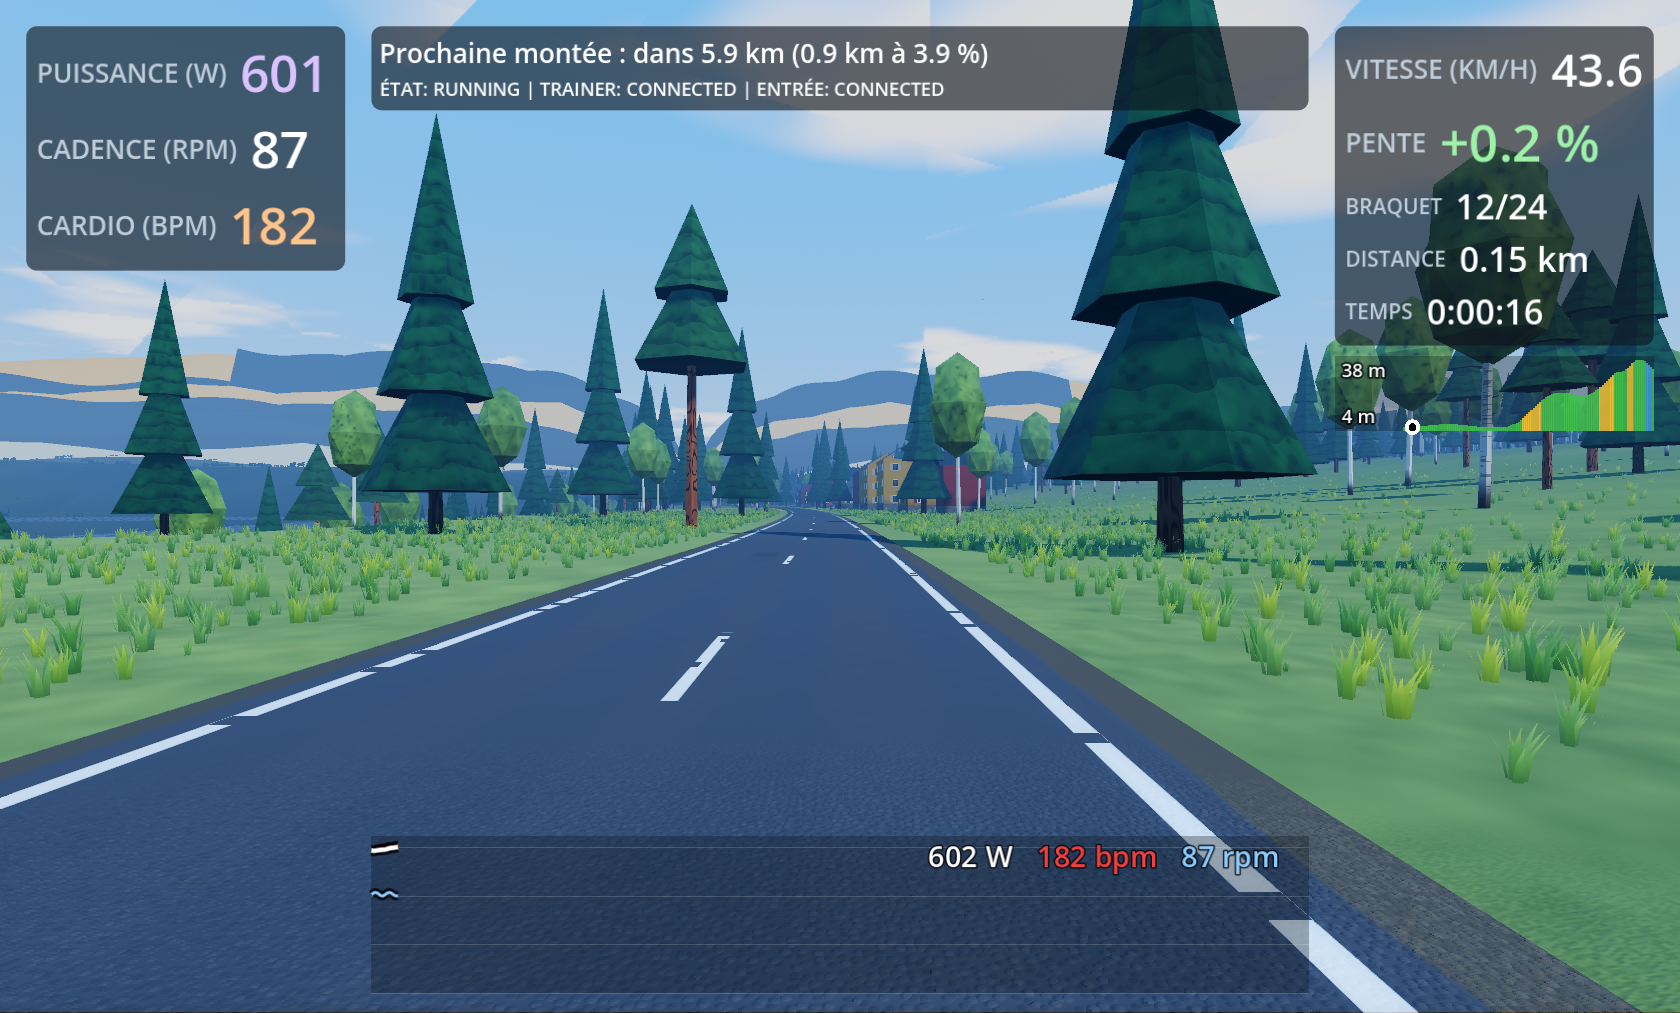 PUISSANCE (W) 601
CADENCE (RPM) 87
CARDIO (BPM) 182
Prochaine montée : dans 5.9 km (0.9 km à 3.9 %)
ÉTAT: RUNNING | TRAINER: CONNECTED | ENTRÉE: CONNECTED
VITESSE (KM/H) 43.6
PENTE +0.2 %
BRAQUET 12/24
DISTANCE 0.15 km
TEMPS 0:00:16
38 m
4 m
602 W 182 bpm 87 rpm